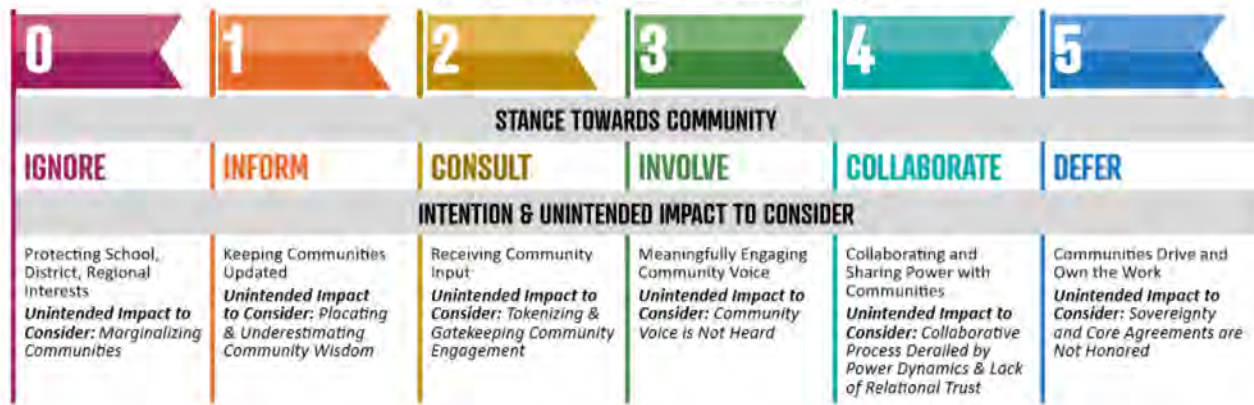 0
1
2
3
4
5
STANCE TOWARDS COMMUNITY
IGNORE
INFORM
CONSULT
INVOLVE
COLLABORATE
DEFER
INTENTION & UNINTENDED IMPACT TO CONSIDER
Protecting School,
District, Regional
Interests
Unintended Impact to
Consider: Marginalizing
Communities
Keeping Communities
Updated
Unintended Impact
to Consider: Placating
& Underestimating
Community Wisdom
Receiving Community
Input
Unintended Impact to
Consider: Tokenizing &
Gatekeeping Community
Engagement
Meaningfully Engaging
Community Voice
Unintended Impact to
Consider: Community
Voice is Not Heard
Collaborating and
Sharing Power with
Communities
Unintended Impact to
Consider: Collaborative
Process Derailed by
Power Dynamics & Lack
of Relational Trust
Communities Drive and
Own the Work
Unintended Impact to
Consider: Sovereignty
and Core Agreements are
Not Honored